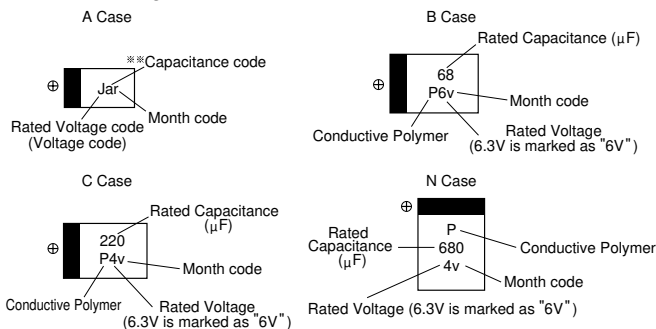 A Case
※※Capacitance code
⊕
Jar
Month code
Rated Voltage code
(Voltage code)
B Case
Rated Capacitance (μF)
⊕
68
P6v
Month code
Conductive Polymer
Rated Voltage
(6.3V is marked as "6V")
C Case
Rated Capacitance
(μF)
⊕
220
P4v
Month code
Conductive Polymer
Rated Voltage
(6.3V is marked as "6V")
N Case
⊕
P
Conductive Polymer
Rated
Capacitance
(μF)
680
4v
Month code
Rated Voltage (6.3V is marked as "6V")